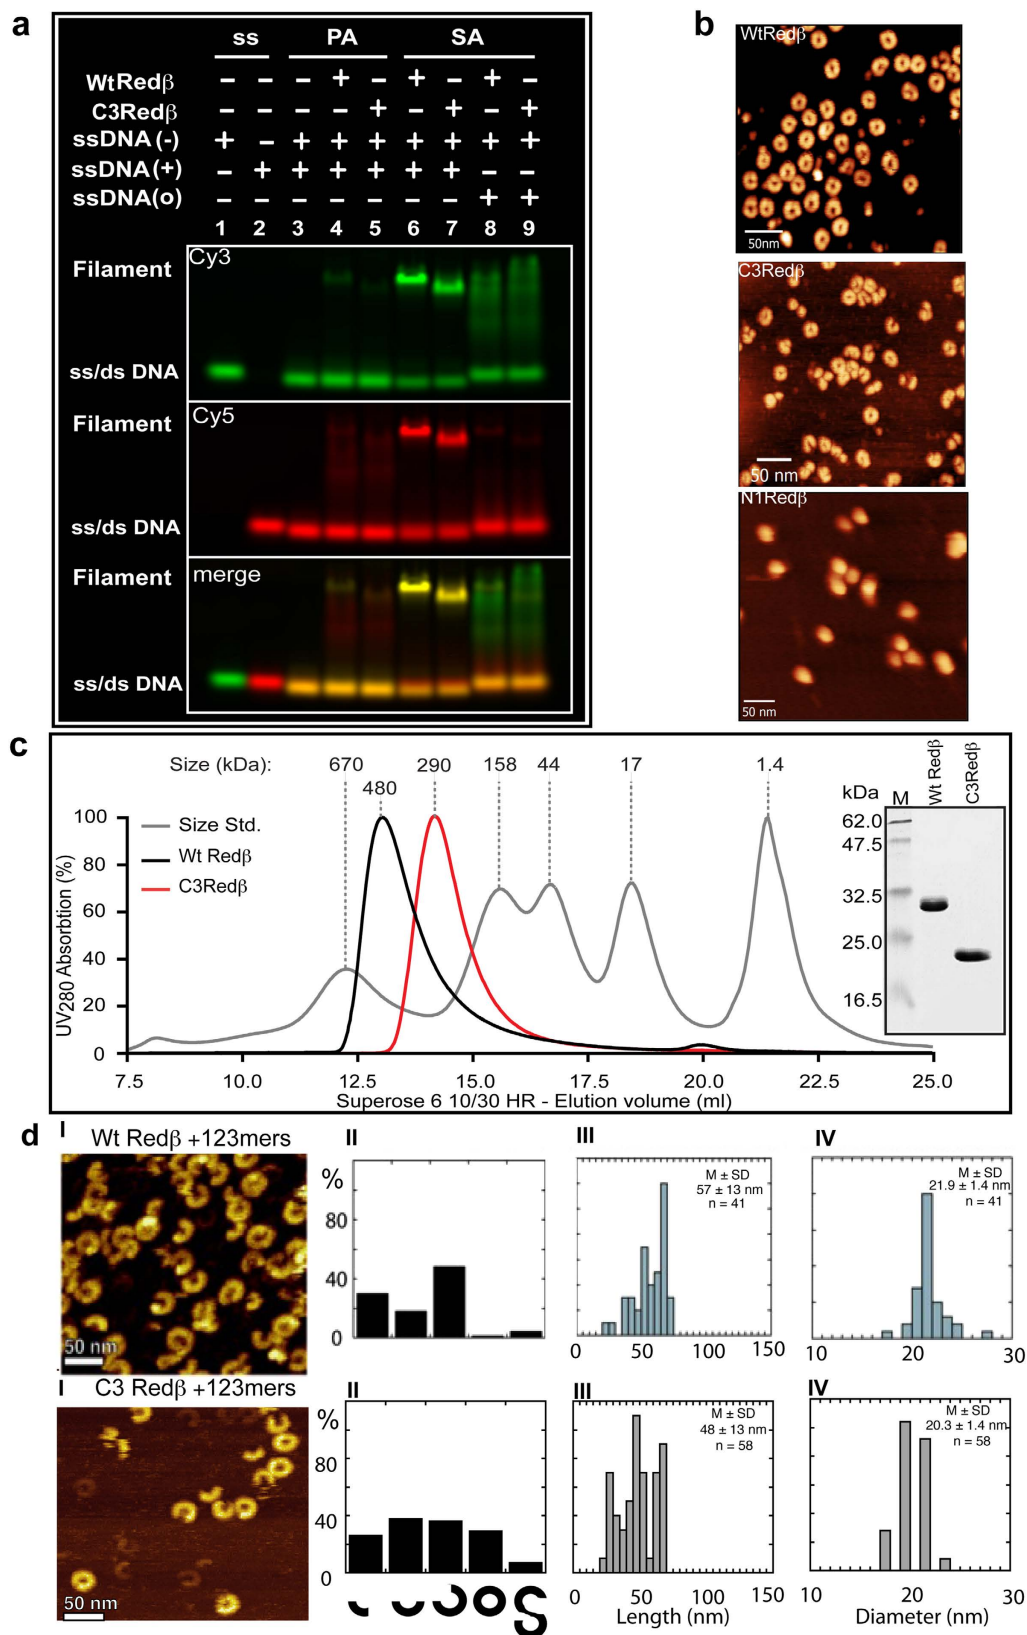 a
ss PA SA
WtRedβ – – – + – + – + –
C3Redβ – – – – + – + – +
ssDNA(-) + – + + + + + + +
ssDNA(+) – + + + + + + – –
ssDNA(o) – – – – – – – + +
1 2 3 4 5 6 7 8 9
Cy3
Filament
ss/ds DNA
Cy5
Filament
ss/ds DNA
merge
Filament
ss/ds DNA
b
WtRedβ
50nm
C3Redβ
50 nm
N1Redβ
50 nm
c
Size (kDa): 670 480 290 158 44 17 1.4
Size Std.
Wt Redβ
C3Redβ
UV280 Absorbtion (%)
100
80
60
40
20
0
7.5 10.0 12.5 15.0 17.5 20.0 22.5 25.0
Superose 6 10/30 HR - Elution volume (ml)
kDa M Wt Redβ C3Redβ
62.0
47.5
32.5
25.0
16.5
d
I
Wt Redβ +123mers
50 nm
II
%
80
40
0
III
M ± SD
57 ± 13 nm
n = 41
0 50 100 150
IV
M ± SD
21.9 ± 1.4 nm
n = 41
10 20 30
I
C3 Redβ +123mers
50 nm
II
%
80
40
0
III
M ± SD
48 ± 13 nm
n = 58
0 50 100 150
Length (nm)
IV
M ± SD
20.3 ± 1.4 nm
n = 58
10 20 30
Diameter (nm)